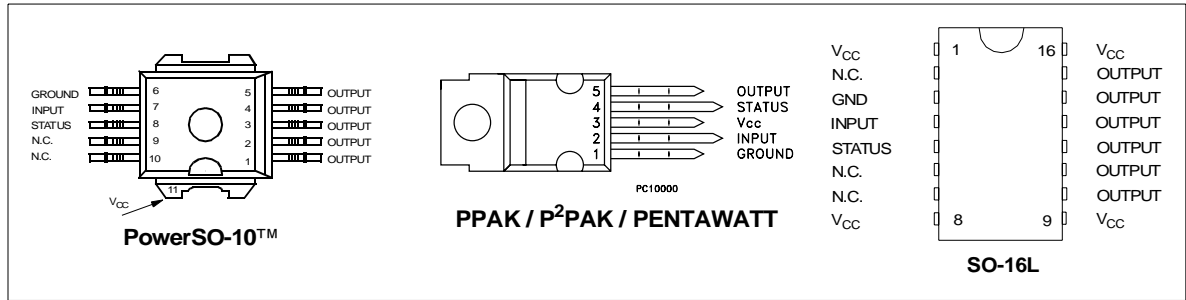 GROUND 6 5 OUTPUT
INPUT 7 4 OUTPUT
STATUS 8 3 OUTPUT
N.C. 9 2 OUTPUT
N.C. 10 1 OUTPUT
11
VCC
PowerSO-10™
5 OUTPUT
4 STATUS
3 Vcc
2 INPUT
1 GROUND
PC10000
PPAK / P²PAK / PENTAWATT
VCC 1 16 VCC
N.C. OUTPUT
GND OUTPUT
INPUT OUTPUT
STATUS OUTPUT
N.C. OUTPUT
N.C. OUTPUT
VCC 8 9 VCC
SO-16L